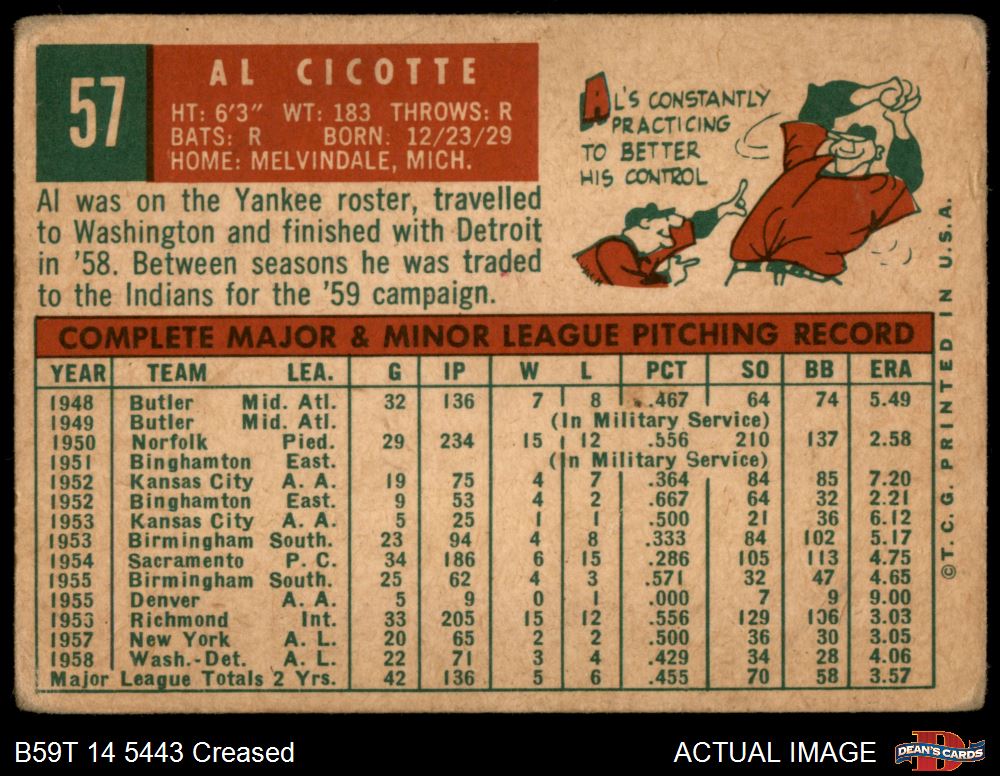 57
AL CICOTTE
HT: 6'3" WT: 183 THROWS: R
BATS: R BORN: 12/23/29
HOME: MELVINDALE, MICH.
AL'S CONSTANTLY
PRACTICING
TO BETTER
HIS CONTROL
Al was on the Yankee roster, travelled
to Washington and finished with Detroit
in '58. Between seasons he was traded
to the Indians for the '59 campaign.
COMPLETE MAJOR & MINOR LEAGUE PITCHING RECORD
YEAR TEAM LEA. G IP W L PCT SO BB ERA
1948 Butler Mid. Atl. 32 136 7 8 .467 64 74 5.49
1949 Butler Mid. Atl. (In Military Service)
1950 Norfolk Pied. 29 234 15 12 .556 210 137 2.58
1951 Binghamton East. (In Military Service)
1952 Kansas City A. A. 19 75 4 7 .364 84 85 7.20
1952 Binghamton East. 9 53 4 2 .667 64 32 2.21
1953 Kansas City A. A. 5 25 1 1 .500 21 36 6.12
1953 Birmingham South. 23 94 4 8 .333 84 102 5.17
1954 Sacramento P. C. 34 186 6 15 .286 105 113 4.75
1955 Birmingham South. 25 62 4 3 .571 32 47 4.65
1955 Denver A. A. 5 9 0 1 .000 7 9 9.00
Richmond Int. 33 205 15 12 .556 129 106 3.03
1957 New York A. L. 20 65 2 2 .500 36 30 3.05
1958 Wash.-Det. A. L. 22 71 3 4 .429 34 28 4.06
Major League Totals 2 Yrs. 42 136 5 6 .455 70 58 3.57
©T. C. G. PRINTED IN U.S.A.
B59T 14 5443 Creased
ACTUAL IMAGE
DEAN'S CARDS